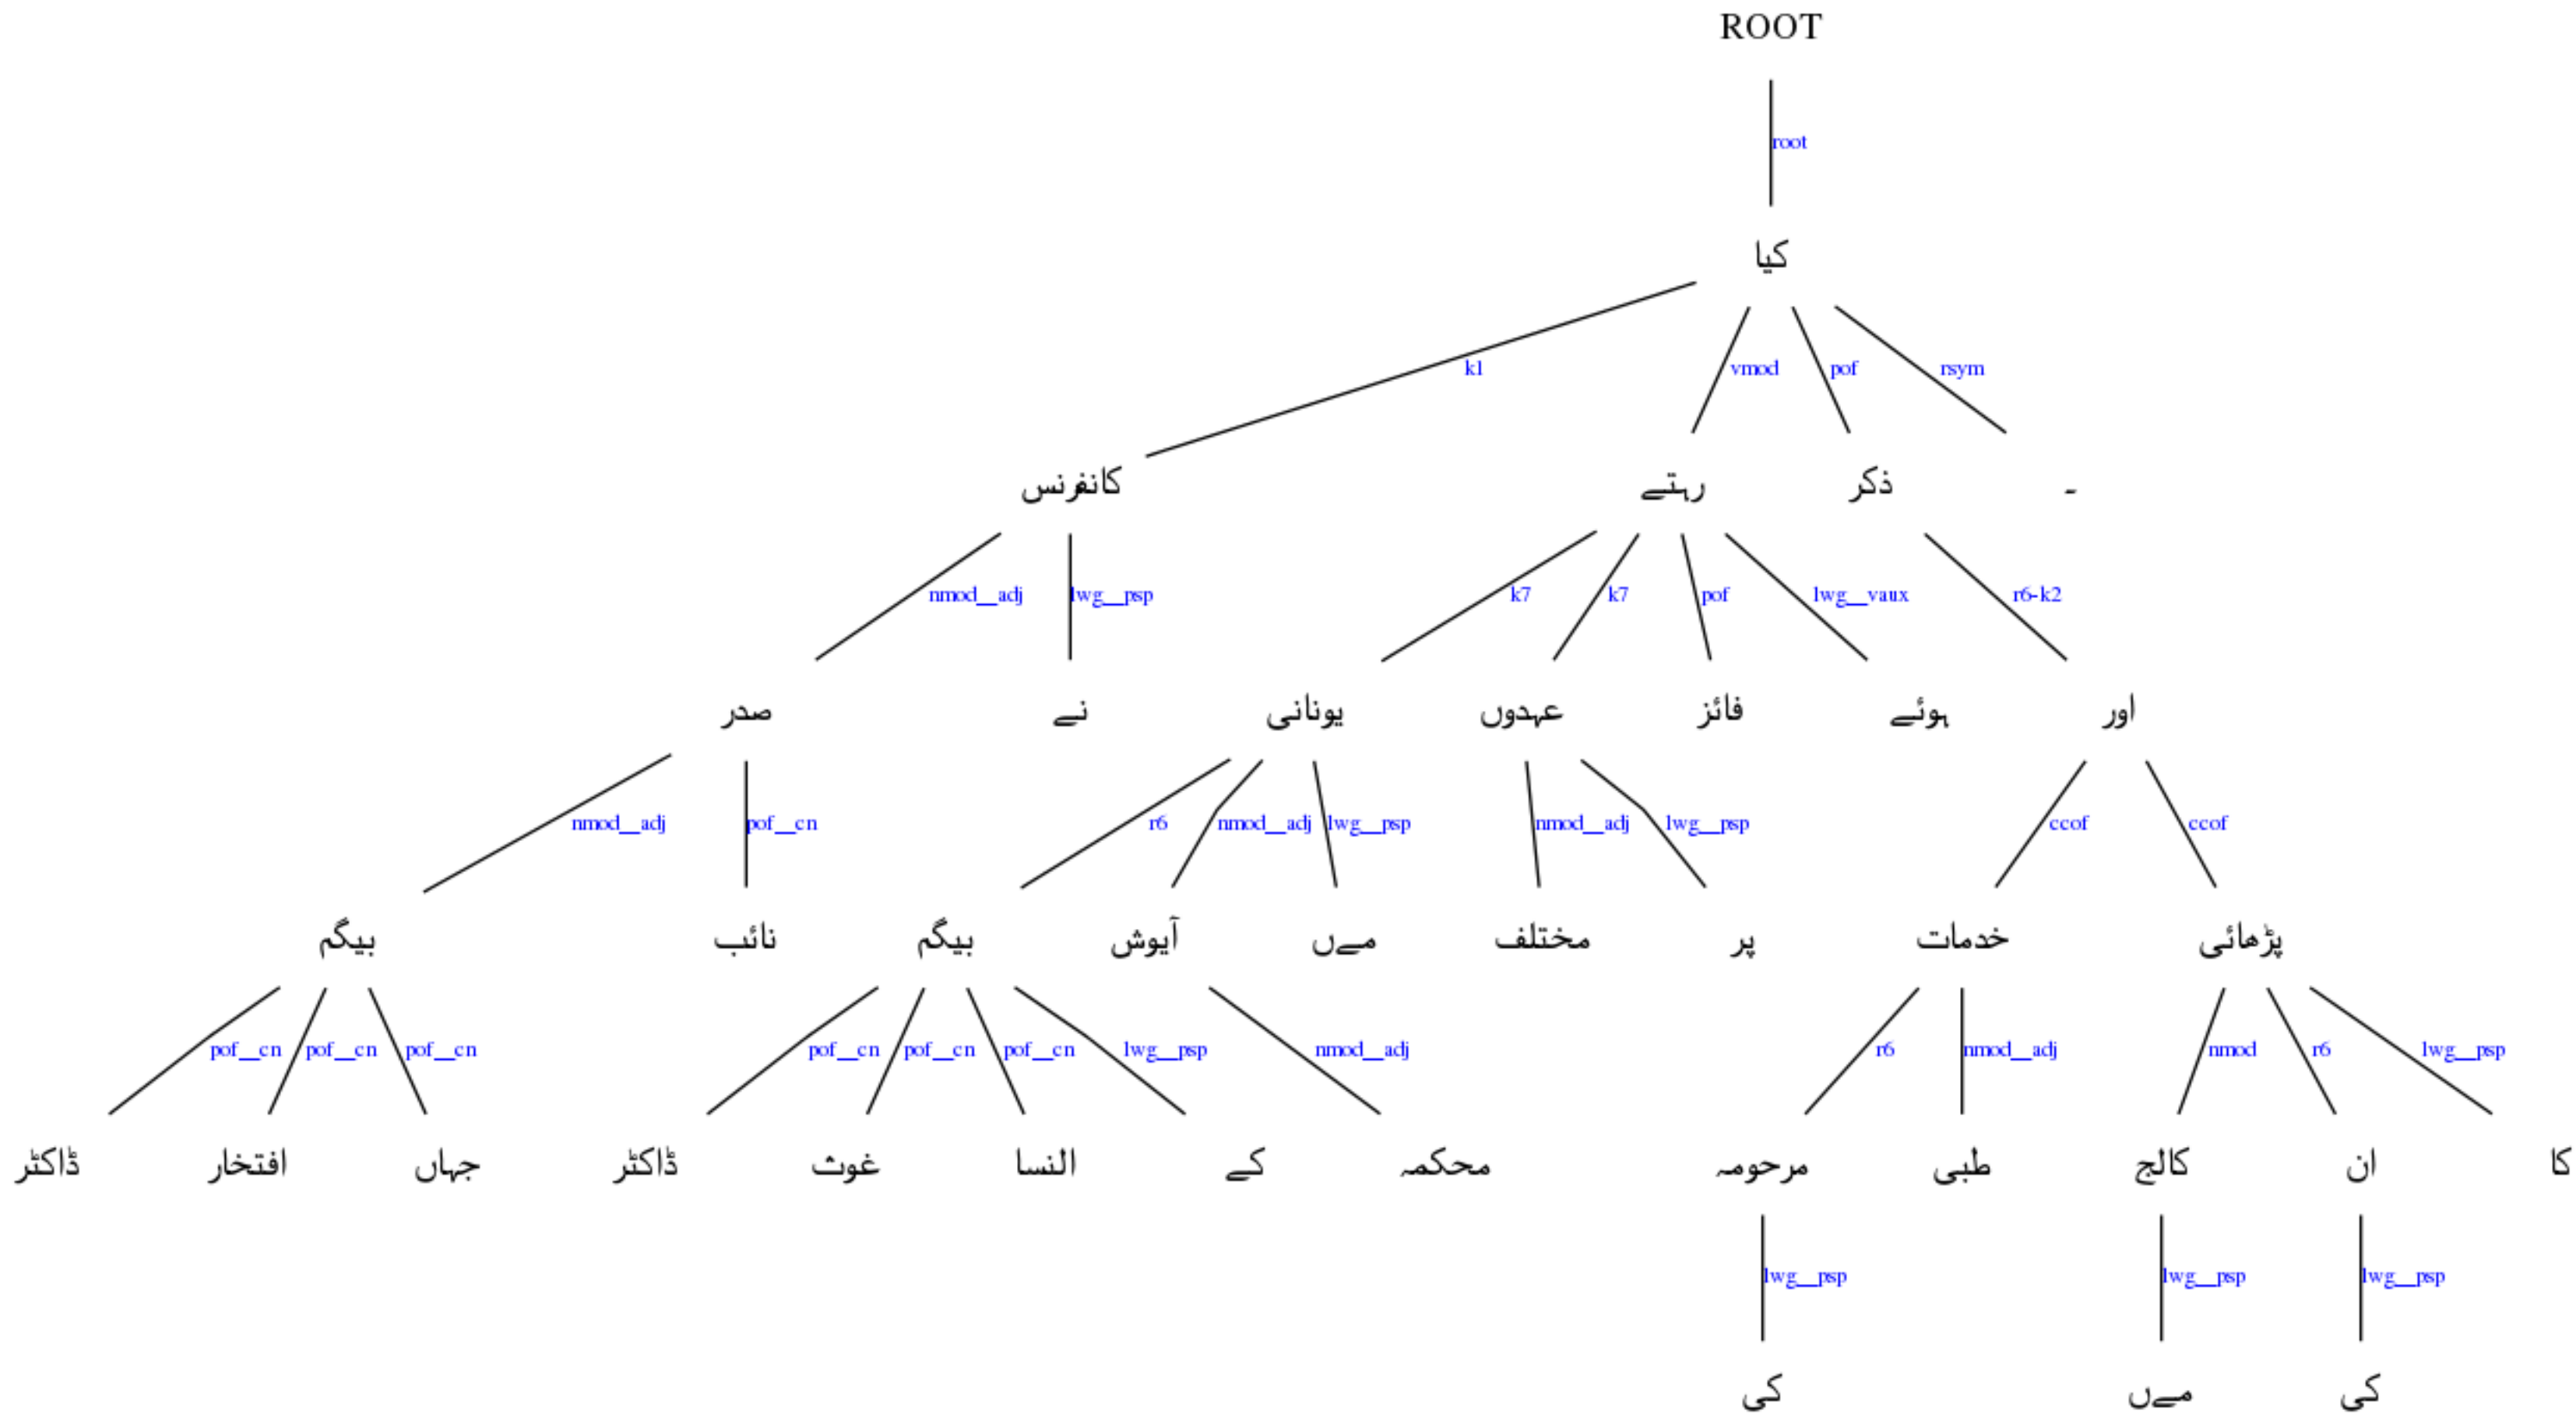 ROOT
root
کیا
k1 vmod pof rsym
کانفرنس رہتے ذکر ۔
nmod__adj lwg__psp k7 k7 pof lwg__vaux r6-k2
صدر نے یونانی عہدوں فائز ہوئے اور
nmod__adj pof__cn r6 nmod__adj lwg__psp nmod__adj lwg__psp ccof ccof
بیگم نائب بیگم آیوش مےں مختلف پر خدمات پڑھائی
pof__cn pof__cn pof__cn pof__cn pof__cn pof__cn lwg__psp nmod__adj r6 nmod__adj nmod r6 lwg__psp
ڈاکٹر افتخار جہاں ڈاکٹر غوث النسا کے محکمہ مرحومہ طبی کالج ان کا
lwg__psp lwg__psp lwg__psp
کی مےں کی